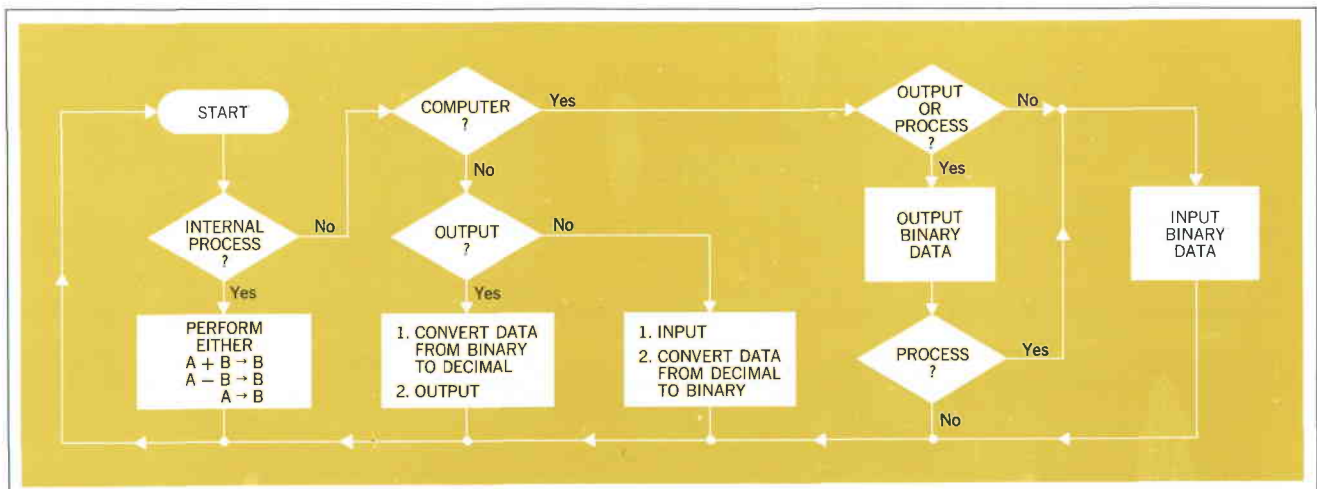 START
INTERNAL
PROCESS
?
No
Yes
PERFORM
EITHER
A + B → B
A − B → B
A → B
COMPUTER
?
Yes
No
OUTPUT
?
No
Yes
1. CONVERT DATA
FROM BINARY
TO DECIMAL
2. OUTPUT
1. INPUT
2. CONVERT DATA
FROM DECIMAL
TO BINARY
OUTPUT
OR
PROCESS
?
No
Yes
OUTPUT
BINARY
DATA
PROCESS
?
Yes
No
INPUT
BINARY
DATA